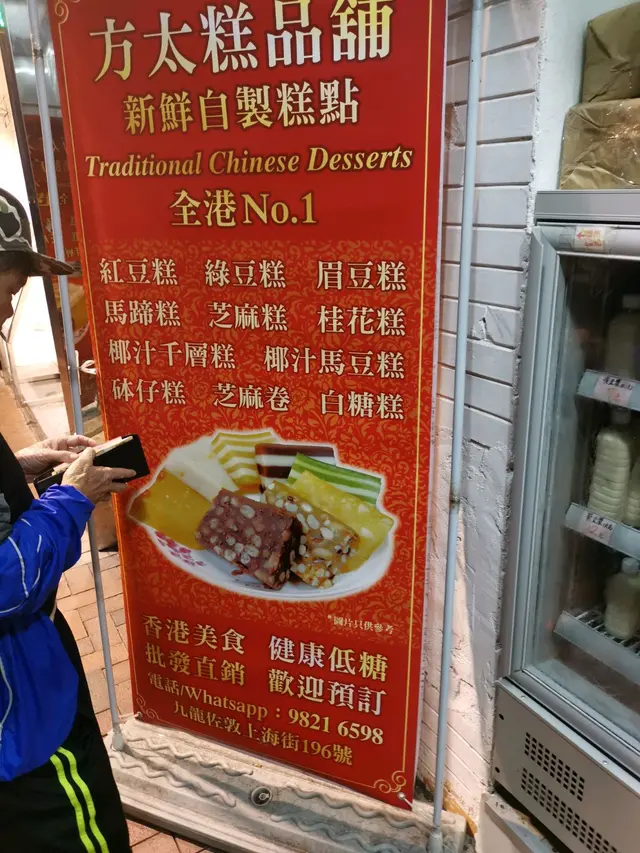 方太糕品舖
新鮮自製糕點
Traditional Chinese Desserts
全港No.1
紅豆糕 綠豆糕 眉豆糕
馬蹄糕 芝麻糕 桂花糕
椰汁千層糕 椰汁馬豆糕
砵仔糕 芝麻卷 白糖糕
*圖片只供參考
香港美食 健康低糖
批發直銷 歡迎預訂
電話/Whatsapp：9821 6598
九龍佐敦上海街196號